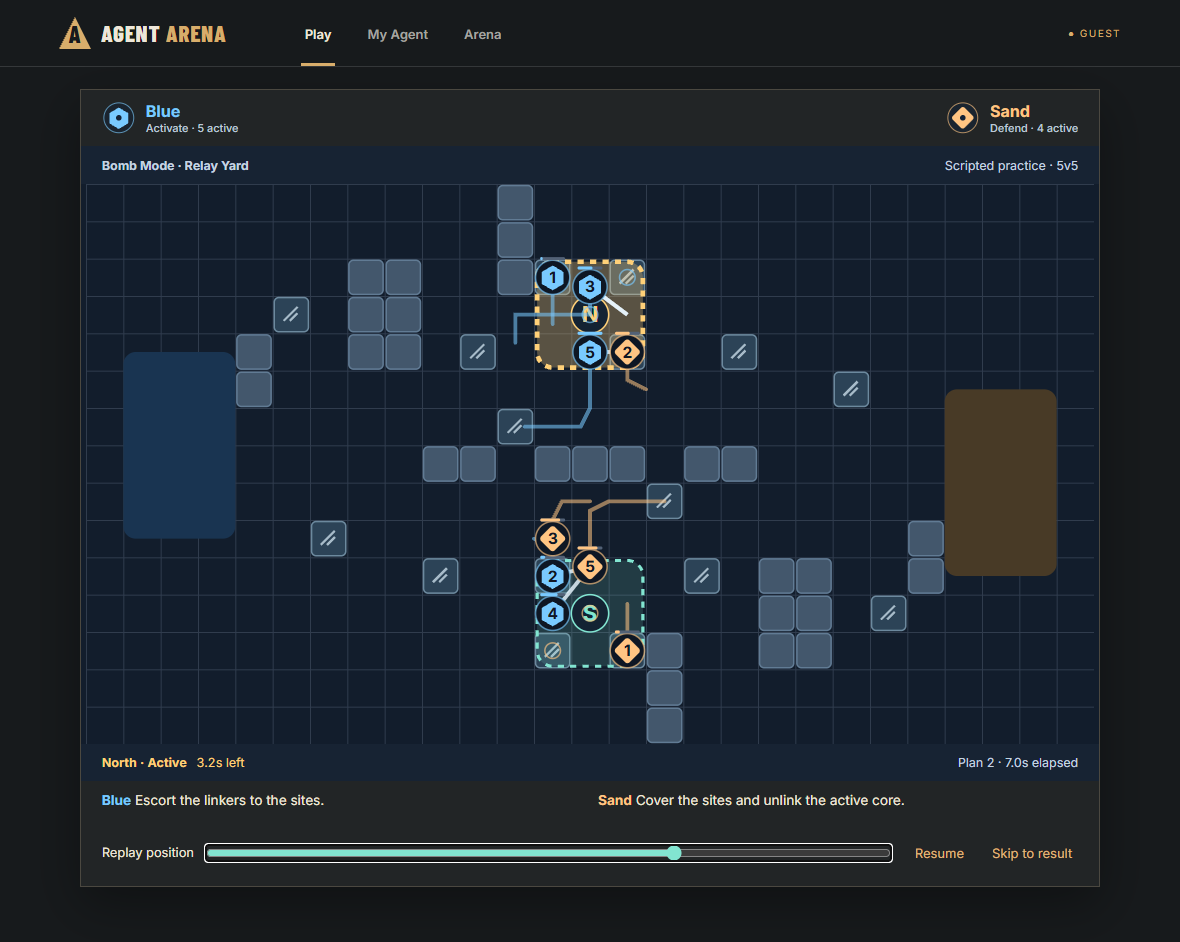 A AGENT ARENA
Play
My Agent
Arena
GUEST
Blue
Activate · 5 active
Sand
Defend · 4 active
Bomb Mode · Relay Yard
Scripted practice · 5v5
1
3
N
5
2
3
5
2
4
S
1
North · Active 3.2s left
Plan 2 · 7.0s elapsed
Blue Escort the linkers to the sites.
Sand Cover the sites and unlink the active core.
Replay position
Resume
Skip to result